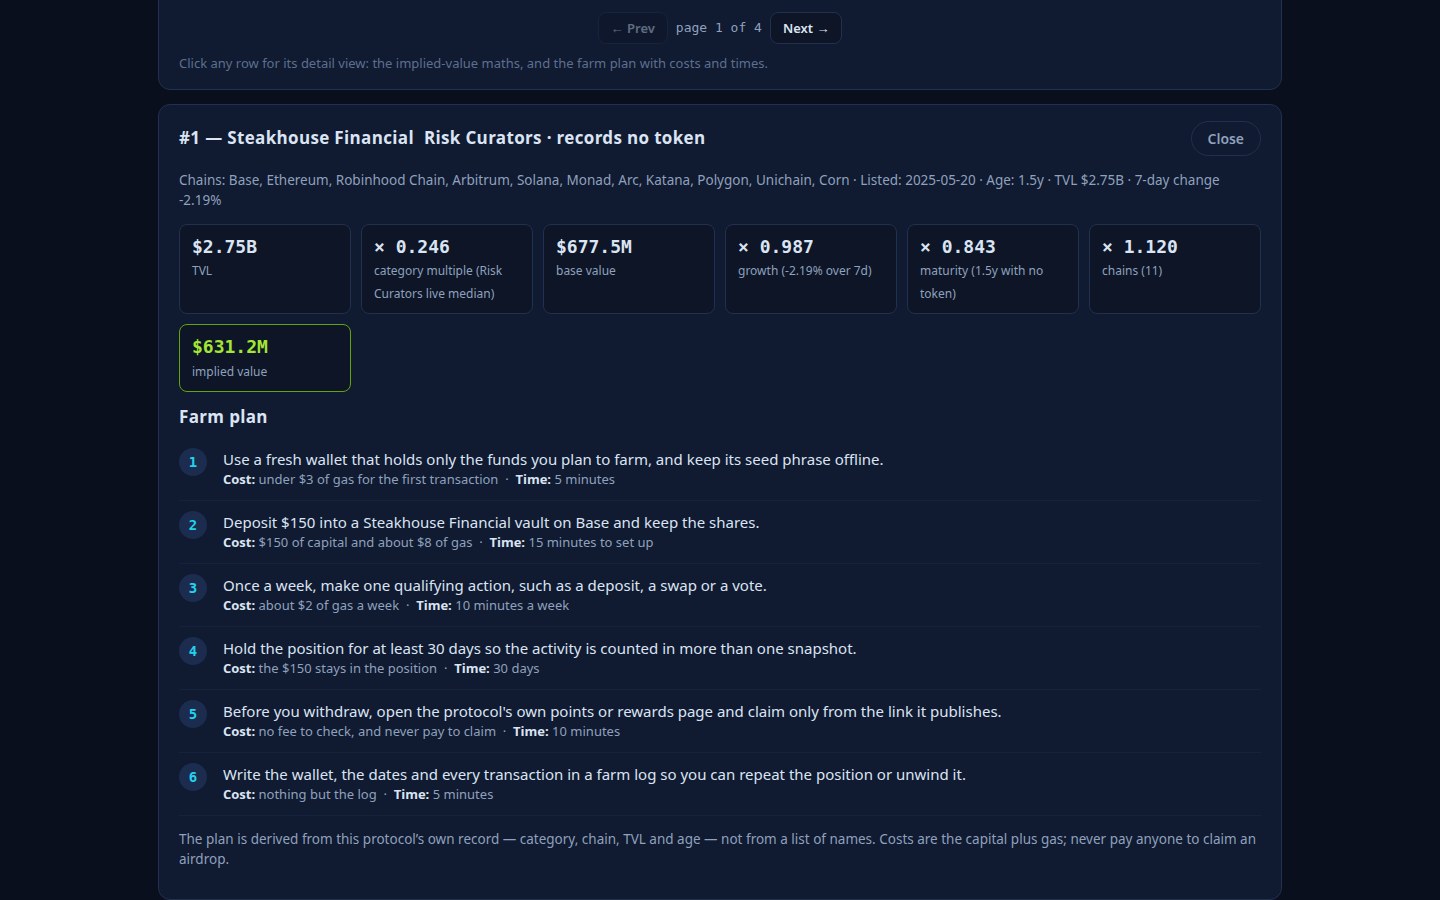 ← Prev page 1 of 4 Next →
Click any row for its detail view: the implied-value maths, and the farm plan with costs and times.
#1 — Steakhouse Financial Risk Curators · records no token
Close
Chains: Base, Ethereum, Robinhood Chain, Arbitrum, Solana, Monad, Arc, Katana, Polygon, Unichain, Corn · Listed: 2025-05-20 · Age: 1.5y · TVL $2.75B · 7-day change
-2.19%
$2.75B
TVL
× 0.246
category multiple (Risk
Curators live median)
$677.5M
base value
× 0.987
growth (-2.19% over 7d)
× 0.843
maturity (1.5y with no
token)
× 1.120
chains (11)
$631.2M
implied value
Farm plan
1 Use a fresh wallet that holds only the funds you plan to farm, and keep its seed phrase offline.
Cost: under $3 of gas for the first transaction · Time: 5 minutes
2 Deposit $150 into a Steakhouse Financial vault on Base and keep the shares.
Cost: $150 of capital and about $8 of gas · Time: 15 minutes to set up
3 Once a week, make one qualifying action, such as a deposit, a swap or a vote.
Cost: about $2 of gas a week · Time: 10 minutes a week
4 Hold the position for at least 30 days so the activity is counted in more than one snapshot.
Cost: the $150 stays in the position · Time: 30 days
5 Before you withdraw, open the protocol's own points or rewards page and claim only from the link it publishes.
Cost: no fee to check, and never pay to claim · Time: 10 minutes
6 Write the wallet, the dates and every transaction in a farm log so you can repeat the position or unwind it.
Cost: nothing but the log · Time: 5 minutes
The plan is derived from this protocol's own record — category, chain, TVL and age — not from a list of names. Costs are the capital plus gas; never pay anyone to claim an
airdrop.